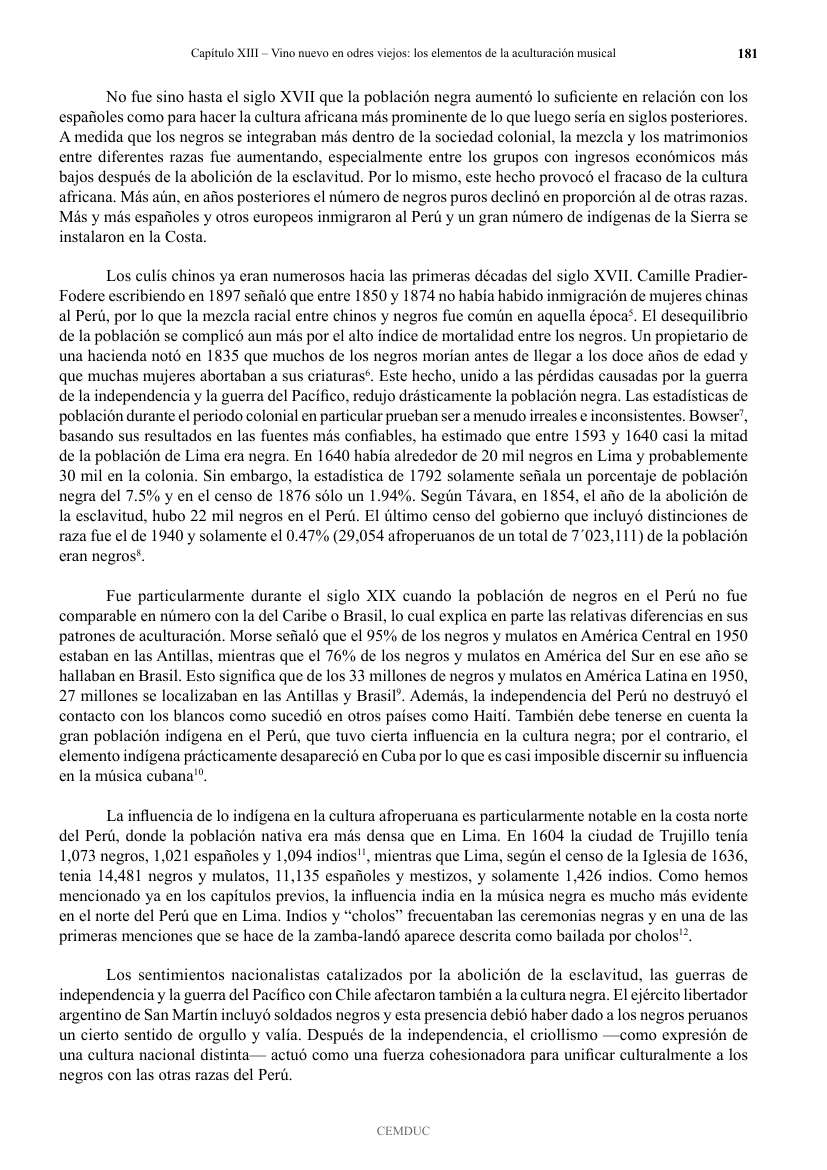 Capítulo XIII – Vino nuevo en odres viejos: los elementos de la aculturación musical
181
No fue sino hasta el siglo XVII que la población negra aumentó lo suficiente en relación con los
españoles como para hacer la cultura africana más prominente de lo que luego sería en siglos posteriores.
A medida que los negros se integraban más dentro de la sociedad colonial, la mezcla y los matrimonios
entre diferentes razas fue aumentando, especialmente entre los grupos con ingresos económicos más
bajos después de la abolición de la esclavitud. Por lo mismo, este hecho provocó el fracaso de la cultura
africana. Más aún, en años posteriores el número de negros puros declinó en proporción al de otras razas.
Más y más españoles y otros europeos inmigraron al Perú y un gran número de indígenas de la Sierra se
instalaron en la Costa.
Los culís chinos ya eran numerosos hacia las primeras décadas del siglo XVII. Camille Pradier-
Fodere escribiendo en 1897 señaló que entre 1850 y 1874 no había habido inmigración de mujeres chinas
al Perú, por lo que la mezcla racial entre chinos y negros fue común en aquella época⁵. El desequilibrio
de la población se complicó aun más por el alto índice de mortalidad entre los negros. Un propietario de
una hacienda notó en 1835 que muchos de los negros morían antes de llegar a los doce años de edad y
que muchas mujeres abortaban a sus criaturas⁶. Este hecho, unido a las pérdidas causadas por la guerra
de la independencia y la guerra del Pacífico, redujo drásticamente la población negra. Las estadísticas de
población durante el periodo colonial en particular prueban ser a menudo irreales e inconsistentes. Bowser⁷,
basando sus resultados en las fuentes más confiables, ha estimado que entre 1593 y 1640 casi la mitad
de la población de Lima era negra. En 1640 había alrededor de 20 mil negros en Lima y probablemente
30 mil en la colonia. Sin embargo, la estadística de 1792 solamente señala un porcentaje de población
negra del 7.5% y en el censo de 1876 sólo un 1.94%. Según Távara, en 1854, el año de la abolición de
la esclavitud, hubo 22 mil negros en el Perú. El último censo del gobierno que incluyó distinciones de
raza fue el de 1940 y solamente el 0.47% (29,054 afroperuanos de un total de 7´023,111) de la población
eran negros⁸.
Fue particularmente durante el siglo XIX cuando la población de negros en el Perú no fue
comparable en número con la del Caribe o Brasil, lo cual explica en parte las relativas diferencias en sus
patrones de aculturación. Morse señaló que el 95% de los negros y mulatos en América Central en 1950
estaban en las Antillas, mientras que el 76% de los negros y mulatos en América del Sur en ese año se
hallaban en Brasil. Esto significa que de los 33 millones de negros y mulatos en América Latina en 1950,
27 millones se localizaban en las Antillas y Brasil⁹. Además, la independencia del Perú no destruyó el
contacto con los blancos como sucedió en otros países como Haití. También debe tenerse en cuenta la
gran población indígena en el Perú, que tuvo cierta influencia en la cultura negra; por el contrario, el
elemento indígena prácticamente desapareció en Cuba por lo que es casi imposible discernir su influencia
en la música cubana¹⁰.
La influencia de lo indígena en la cultura afroperuana es particularmente notable en la costa norte
del Perú, donde la población nativa era más densa que en Lima. En 1604 la ciudad de Trujillo tenía
1,073 negros, 1,021 españoles y 1,094 indios¹¹, mientras que Lima, según el censo de la Iglesia de 1636,
tenia 14,481 negros y mulatos, 11,135 españoles y mestizos, y solamente 1,426 indios. Como hemos
mencionado ya en los capítulos previos, la influencia india en la música negra es mucho más evidente
en el norte del Perú que en Lima. Indios y “cholos” frecuentaban las ceremonias negras y en una de las
primeras menciones que se hace de la zamba-landó aparece descrita como bailada por cholos¹².
Los sentimientos nacionalistas catalizados por la abolición de la esclavitud, las guerras de
independencia y la guerra del Pacífico con Chile afectaron también a la cultura negra. El ejército libertador
argentino de San Martín incluyó soldados negros y esta presencia debió haber dado a los negros peruanos
un cierto sentido de orgullo y valía. Después de la independencia, el criollismo —como expresión de
una cultura nacional distinta— actuó como una fuerza cohesionadora para unificar culturalmente a los
negros con las otras razas del Perú.
CEMDUC